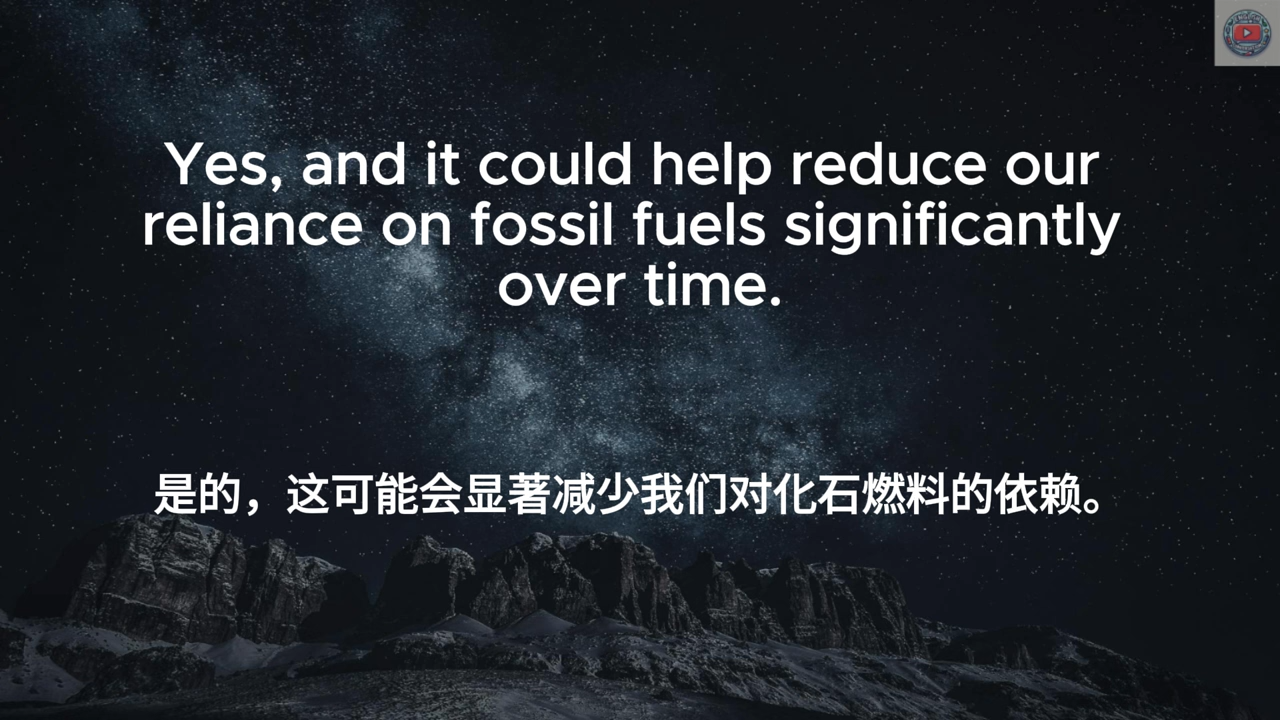 Yes, and it could help reduce our
reliance on fossil fuels significantly
over time.
是的，这可能会显著减少我们对化石燃料的依赖。